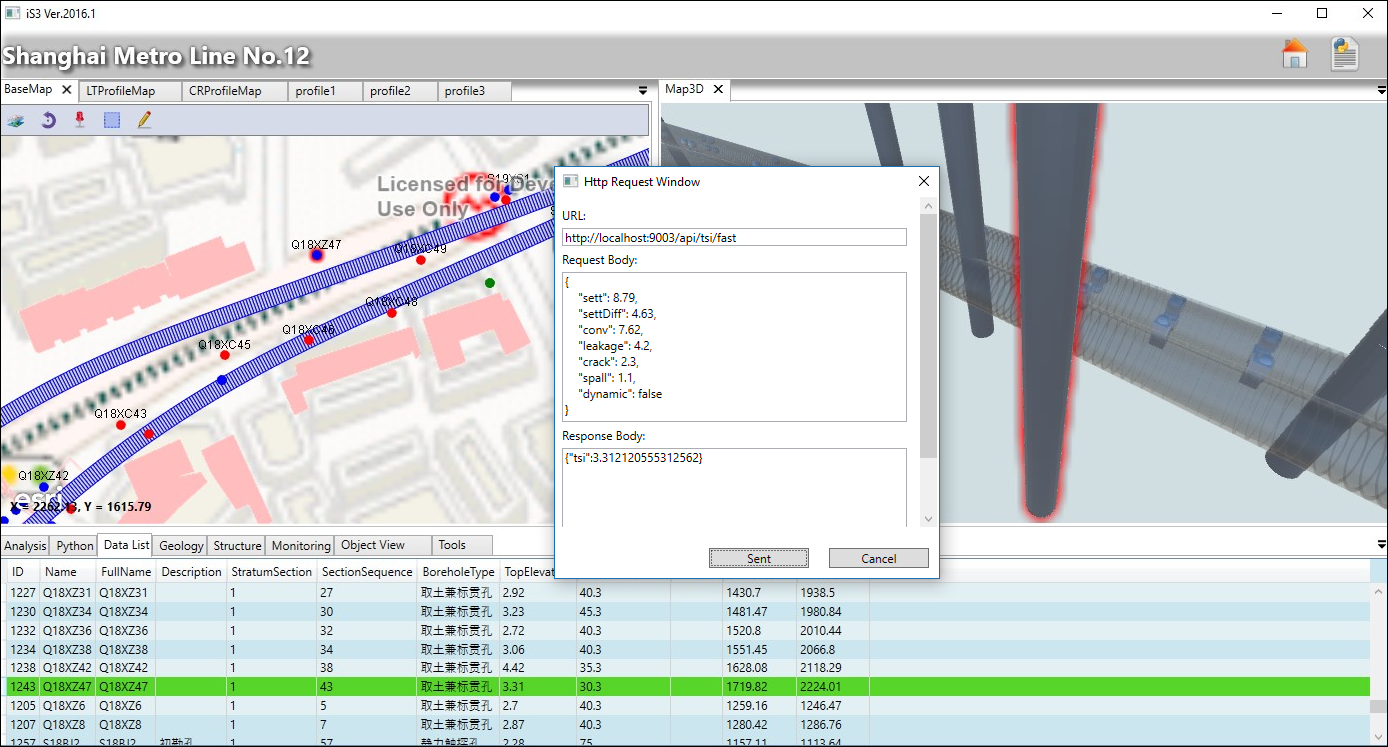 iS3 Ver.2016.1
Shanghai Metro Line No.12
BaseMap LTProfileMap CRProfileMap profile1 profile2 profile3
Map3D
Licensed for Deve
Use Only
Q18XZ47
Q18XC49
Q18XC48
Q18XC46
Q18XC45
Q18XC43
Q18XZ42
esri
X = 2262.13, Y = 1615.79
Http Request Window
URL:
http://localhost:9003/api/tsi/fast
Request Body:
{
"sett": 8.79,
"settDiff": 4.63,
"conv": 7.62,
"leakage": 4.2,
"crack": 2.3,
"spall": 1.1,
"dynamic": false
}
Response Body:
{"tsi":3.312120555312562}
Sent Cancel
Analysis Python Data List Geology Structure Monitoring Object View Tools
ID Name FullName Description StratumSection SectionSequence BoreholeType TopElevat
1227 Q18XZ31 Q18XZ31 1 27 取土兼标贯孔 2.92 40.3 1430.7 1938.5
1230 Q18XZ34 Q18XZ34 1 30 取土兼标贯孔 3.23 45.3 1481.47 1980.84
1232 Q18XZ36 Q18XZ36 1 32 取土兼标贯孔 2.72 40.3 1520.8 2010.44
1234 Q18XZ38 Q18XZ38 1 34 取土兼标贯孔 3.06 40.3 1551.45 2066.8
1238 Q18XZ42 Q18XZ42 1 38 取土兼标贯孔 4.42 35.3 1628.08 2118.29
1243 Q18XZ47 Q18XZ47 1 43 取土兼标贯孔 3.31 30.3 1719.82 2224.01
1205 Q18XZ6 Q18XZ6 1 5 取土兼标贯孔 2.7 40.3 1259.16 1246.47
1207 Q18XZ8 Q18XZ8 1 7 取土兼标贯孔 2.87 40.3 1280.42 1286.76
1257 S18BJ2 S18BJ2 初勘孔 1 57 静力触探孔 2.28 75 1157.11 1113.64